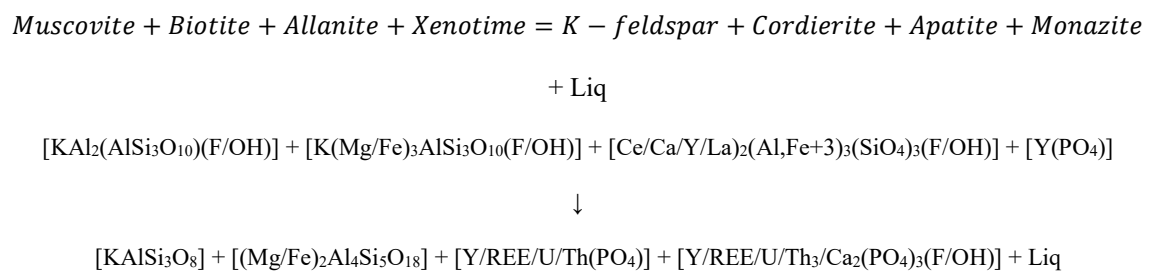 Muscovite + Biotite + Allanite + Xenotime = K − feldspar + Cordierite + Apatite + Monazite
+ Liq
[KAl₂(AlSi₃O₁₀)(F/OH)] + [K(Mg/Fe)₃AlSi₃O₁₀(F/OH)] + [Ce/Ca/Y/La)₂(Al,Fe+3)₃(SiO₄)₃(F/OH)] + [Y(PO₄)]
↓
[KAlSi₃O₈] + [(Mg/Fe)₂Al₄Si₅O₁₈] + [Y/REE/U/Th(PO₄)] + [Y/REE/U/Th₃/Ca₂(PO₄)₃(F/OH)] + Liq